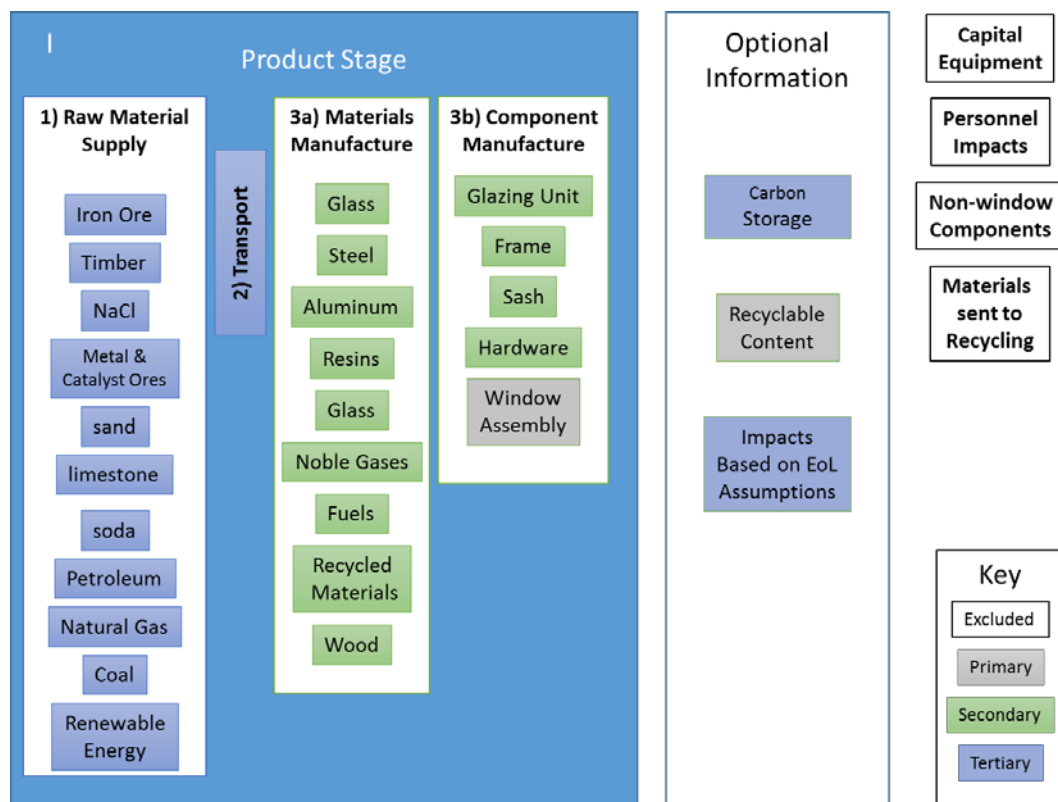 I
Product Stage
1) Raw Material
Supply
Iron Ore
Timber
NaCl
Metal &
Catalyst Ores
sand
limestone
soda
Petroleum
Natural Gas
Coal
Renewable
Energy
2) Transport
3a) Materials
Manufacture
Glass
Steel
Aluminum
Resins
Glass
Noble Gases
Fuels
Recycled
Materials
Wood
3b) Component
Manufacture
Glazing Unit
Frame
Sash
Hardware
Window
Assembly
Optional
Information
Carbon
Storage
Recyclable
Content
Impacts
Based on EoL
Assumptions
Capital
Equipment
Personnel
Impacts
Non-window
Components
Materials
sent to
Recycling
Key
Excluded
Primary
Secondary
Tertiary